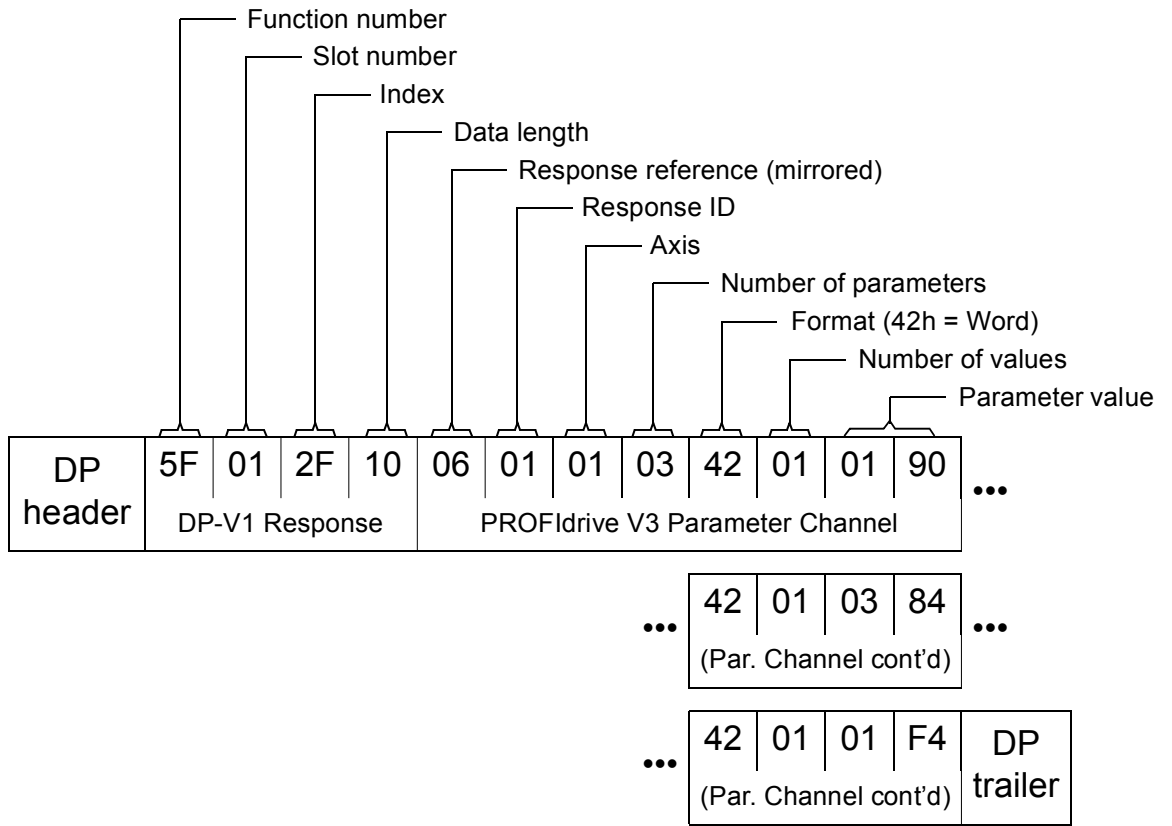 Function number
Slot number
Index
Data length
Response reference (mirrored)
Response ID
Axis
Number of parameters
Format (42h = Word)
Number of values
Parameter value
DP header
5F 01 2F 10 06 01 01 03 42 01 01 90 •••
DP-V1 Response PROFIdrive V3 Parameter Channel
••• 42 01 03 84 •••
(Par. Channel cont’d)
••• 42 01 01 F4
(Par. Channel cont’d)
DP trailer